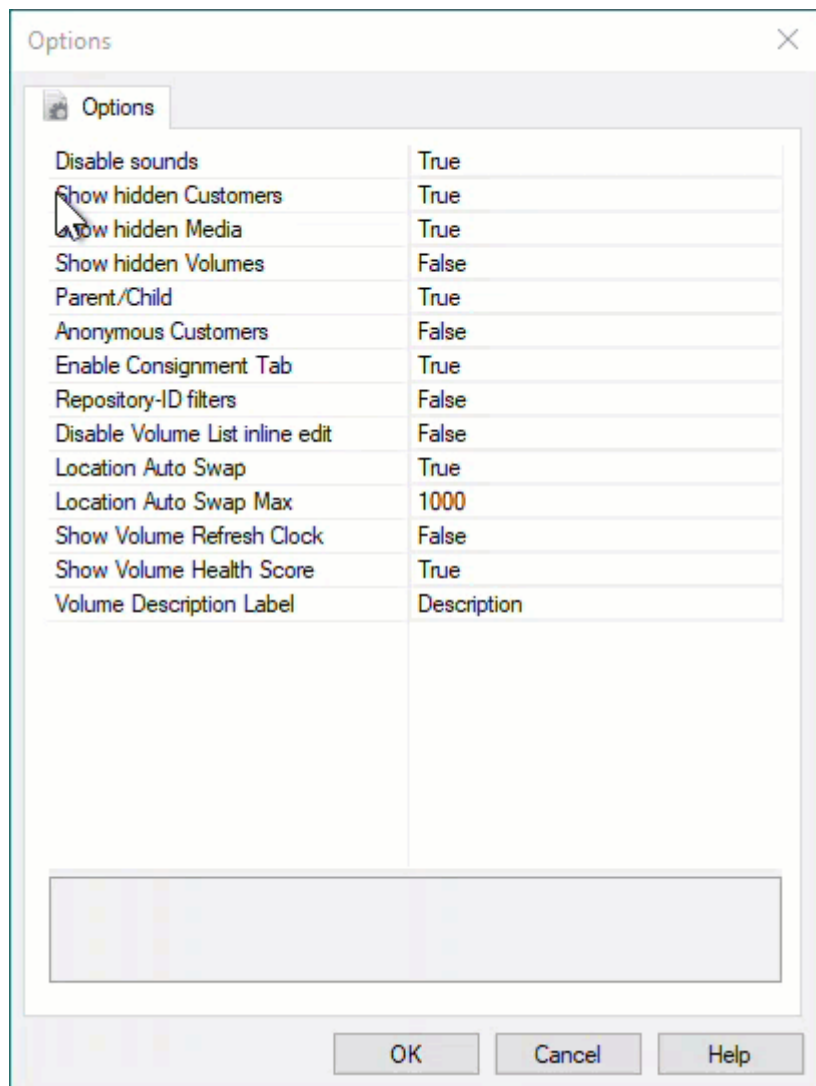 Options
Options
Disable sounds True
Show hidden Customers True
Show hidden Media True
Show hidden Volumes False
Parent/Child True
Anonymous Customers False
Enable Consignment Tab True
Repository-ID filters False
Disable Volume List inline edit False
Location Auto Swap True
Location Auto Swap Max 1000
Show Volume Refresh Clock False
Show Volume Health Score True
Volume Description Label Description
OK Cancel Help